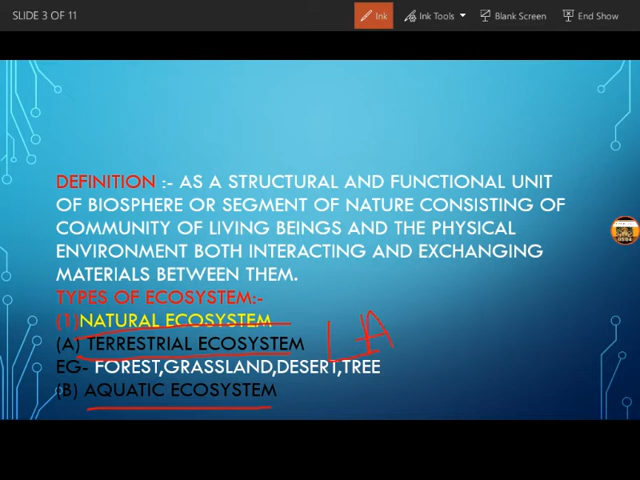 SLIDE 3 OF 11
Ink Ink Tools Blank Screen End Show
DEFINITION :- AS A STRUCTURAL AND FUNCTIONAL UNIT
OF BIOSPHERE OR SEGMENT OF NATURE CONSISTING OF
COMMUNITY OF LIVING BEINGS AND THE PHYSICAL
ENVIRONMENT BOTH INTERACTING AND EXCHANGING
MATERIALS BETWEEN THEM.
TYPES OF ECOSYSTEM:-
(1)NATURAL ECOSYSTEM
(A) TERRESTRIAL ECOSYSTEM
EG- FOREST,GRASSLAND,DESERT,TREE
(B) AQUATIC ECOSYSTEM